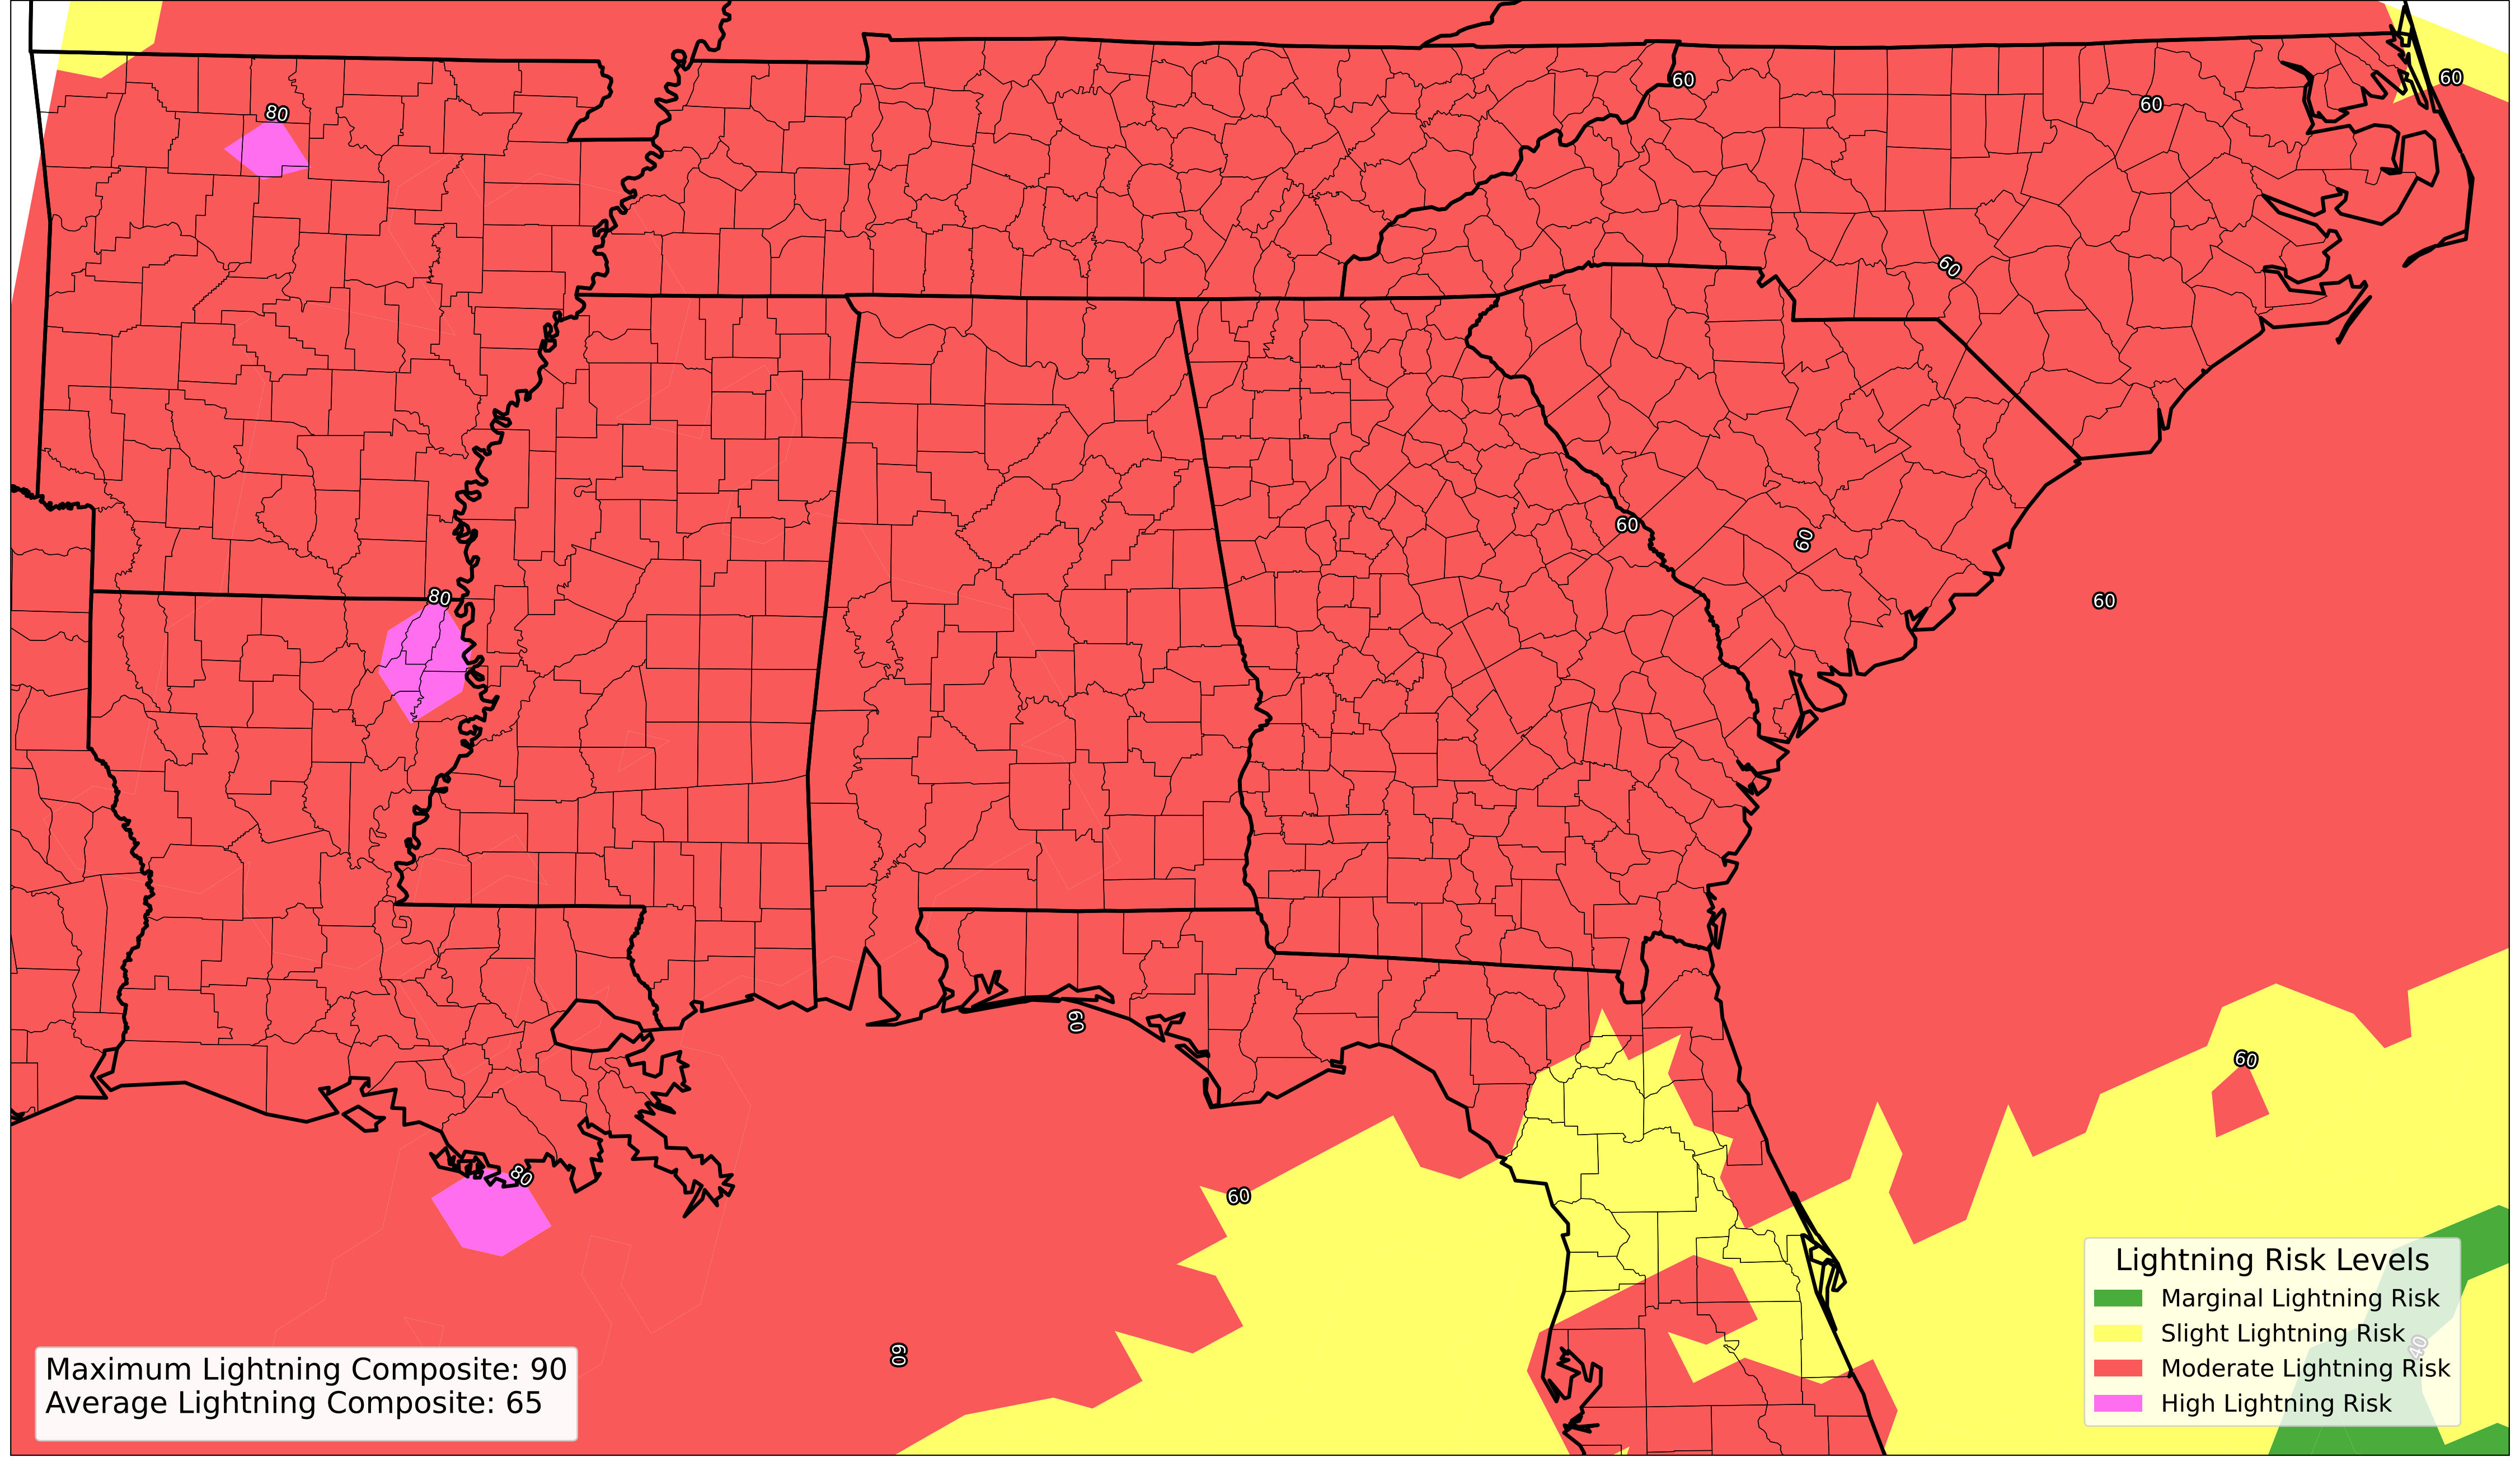 60
60
80
60
60
60
60
80
60
60
60
80
60
60
Lightning Risk Levels
Marginal Lightning Risk
Slight Lightning Risk
40
Moderate Lightning Risk
High Lightning Risk
Maximum Lightning Composite: 90
Average Lightning Composite: 65